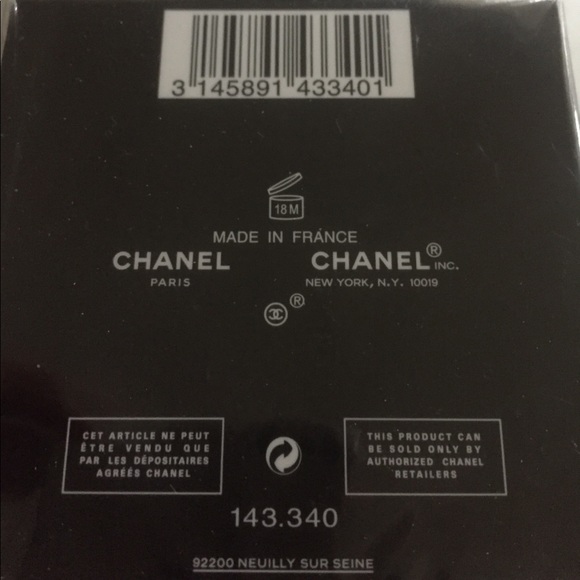 3 145891 433401
18 M
MADE IN FRANCE
CHANEL
PARIS
CHANEL® INC.
NEW YORK, N.Y. 10019
®
CET ARTICLE NE PEUT
ÊTRE VENDU QUE
PAR LES DÉPOSITAIRES
AGRÉÉS CHANEL
THIS PRODUCT CAN
BE SOLD ONLY BY
AUTHORIZED CHANEL
RETAILERS
143.340
92200 NEUILLY SUR SEINE